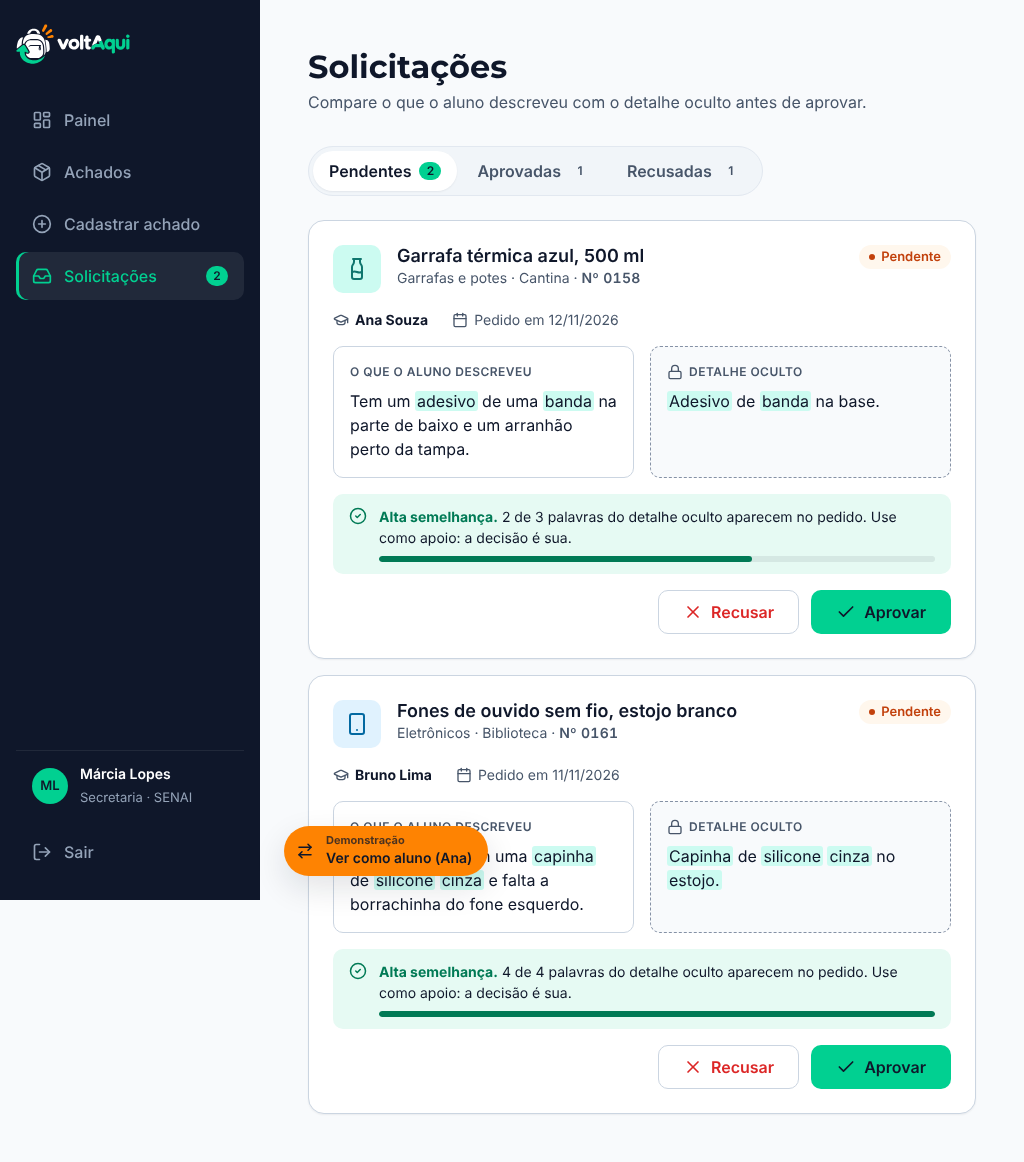 voltAqui
Painel
Achados
Cadastrar achado
Solicitações 2
Márcia Lopes
ML
Secretaria · SENAI
Sair
Solicitações
Compare o que o aluno descreveu com o detalhe oculto antes de aprovar.
Pendentes 2 Aprovadas 1 Recusadas 1
Garrafa térmica azul, 500 ml
Pendente
Garrafas e potes · Cantina · Nº 0158
Ana Souza Pedido em 12/11/2026
O QUE O ALUNO DESCREVEU
Tem um adesivo de uma banda na
parte de baixo e um arranhão
perto da tampa.
DETALHE OCULTO
Adesivo de banda na base.
Alta semelhança. 2 de 3 palavras do detalhe oculto aparecem no pedido. Use
como apoio: a decisão é sua.
Recusar Aprovar
Fones de ouvido sem fio, estojo branco
Pendente
Eletrônicos · Biblioteca · Nº 0161
Bruno Lima Pedido em 11/11/2026
O QUE O ALUNO DESCREVEU
uma capinha
de silicone cinza e falta a
borrachinha do fone esquerdo.
Demonstração
Ver como aluno (Ana)
DETALHE OCULTO
Capinha de silicone cinza no
estojo.
Alta semelhança. 4 de 4 palavras do detalhe oculto aparecem no pedido. Use
como apoio: a decisão é sua.
Recusar Aprovar